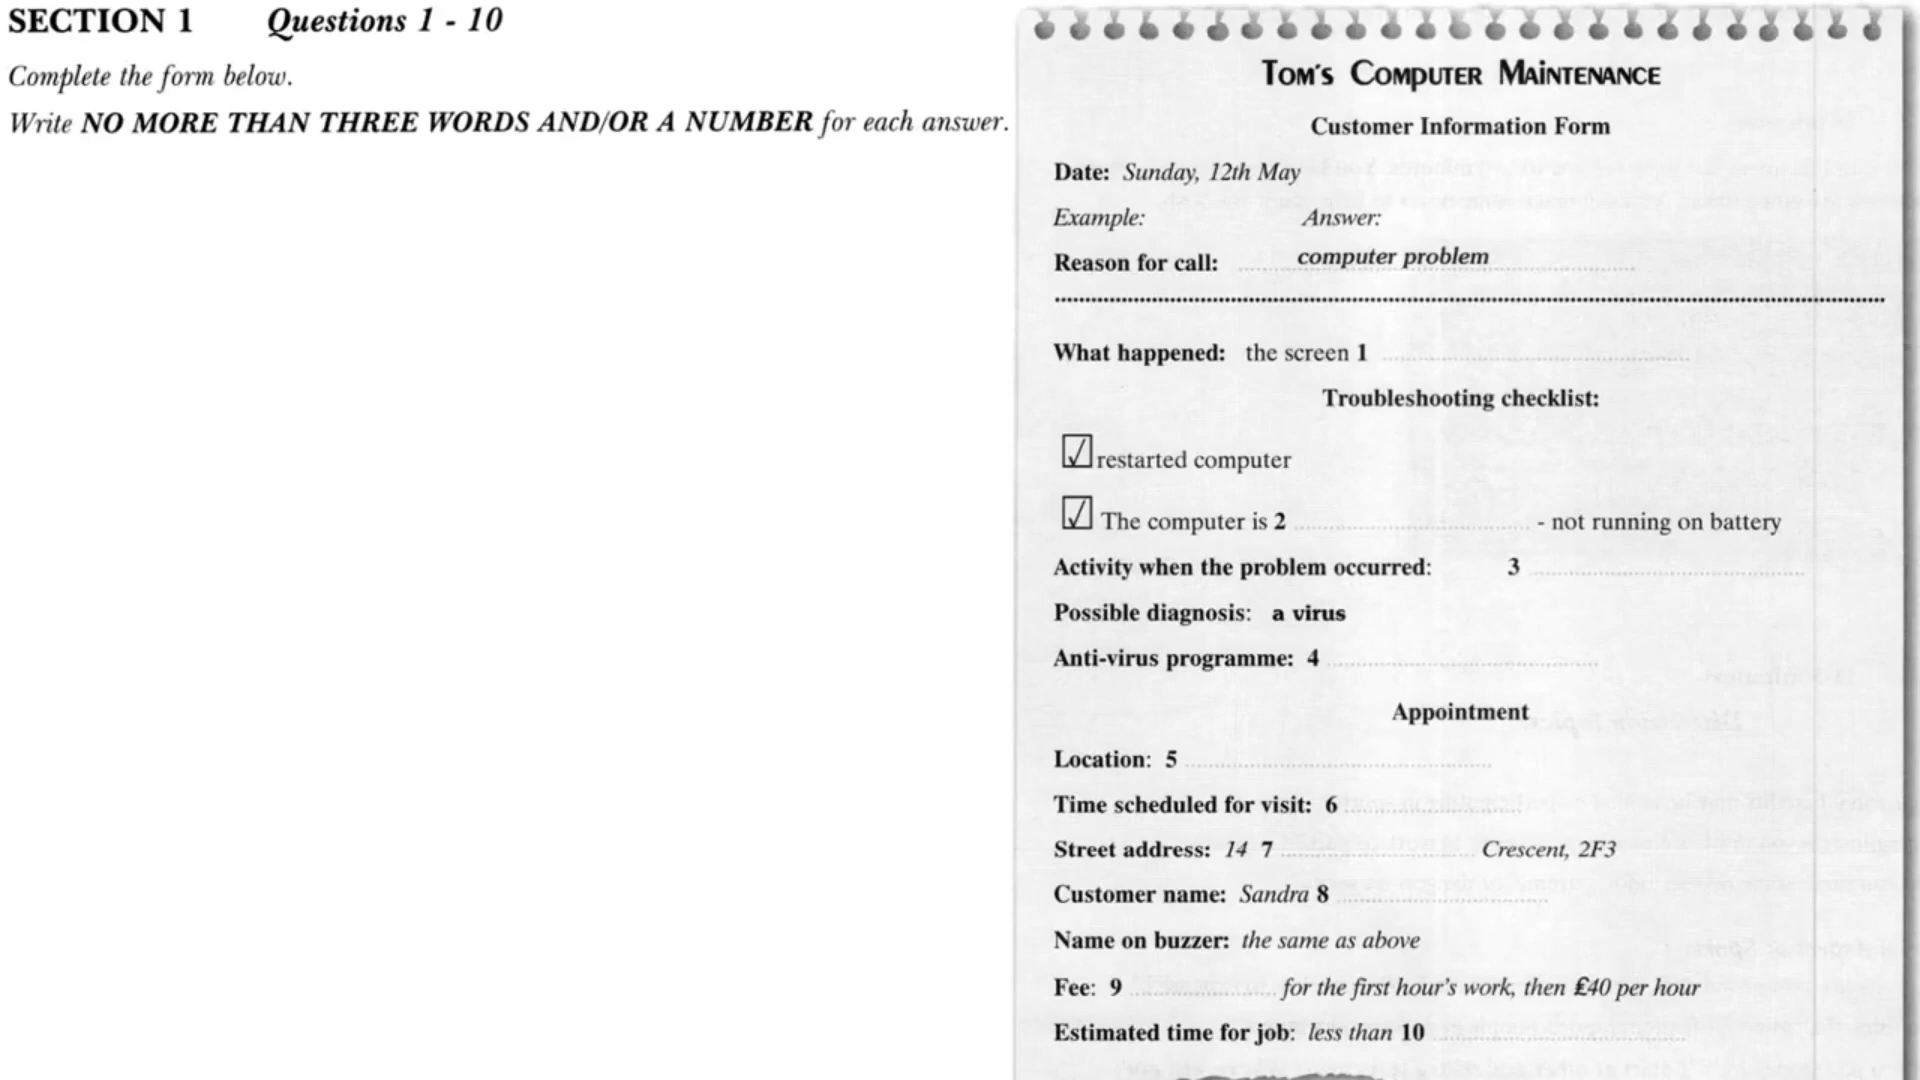 SECTION 1 Questions 1 - 10
Complete the form below.
Write NO MORE THAN THREE WORDS AND/OR A NUMBER for each answer.
TOM'S COMPUTER MAINTENANCE
Customer Information Form
Date: Sunday, 12th May
Example: Answer:
Reason for call: computer problem
What happened: the screen 1
Troubleshooting checklist:
restarted computer
The computer is 2 - not running on battery
Activity when the problem occurred: 3
Possible diagnosis: a virus
Anti-virus programme: 4
Appointment
Location: 5
Time scheduled for visit: 6
Street address: 14 7 Crescent, 2F3
Customer name: Sandra 8
Name on buzzer: the same as above
Fee: 9 for the first hour's work, then £40 per hour
Estimated time for job: less than 10